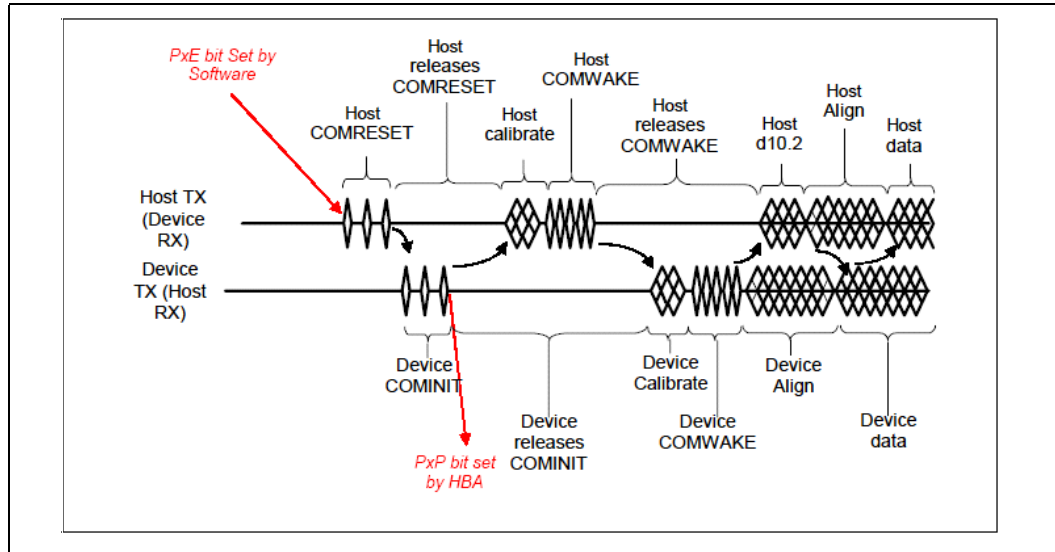 PxE bit Set by
Software
Host
COMRESET
Host
releases
COMRESET
Host
calibrate
Host
COMWAKE
Host
releases
COMWAKE
Host
d10.2
Host
Align
Host
data
Host TX
(Device
RX)
Device
TX (Host
RX)
Device
COMINIT
PxP bit set
by HBA
Device
releases
COMINIT
Device
Calibrate
Device
COMWAKE
Device
Align
Device
data